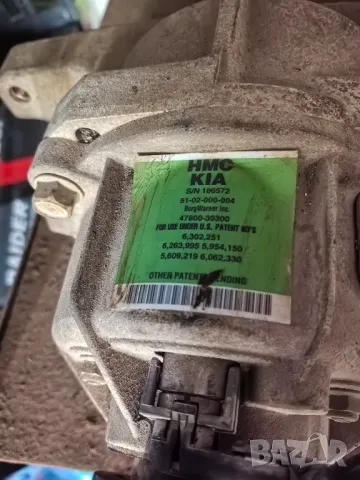 HMC
KIA
S/N 186572
51-02-000-004
BorgWarner Inc.
47800-39300
FOR USE UNDER U.S. PATENT NO'S
6,302,251
6,263,995 5,954,150
5,609,219 6,062,330
OTHER PATENTS PENDING
BAZAR